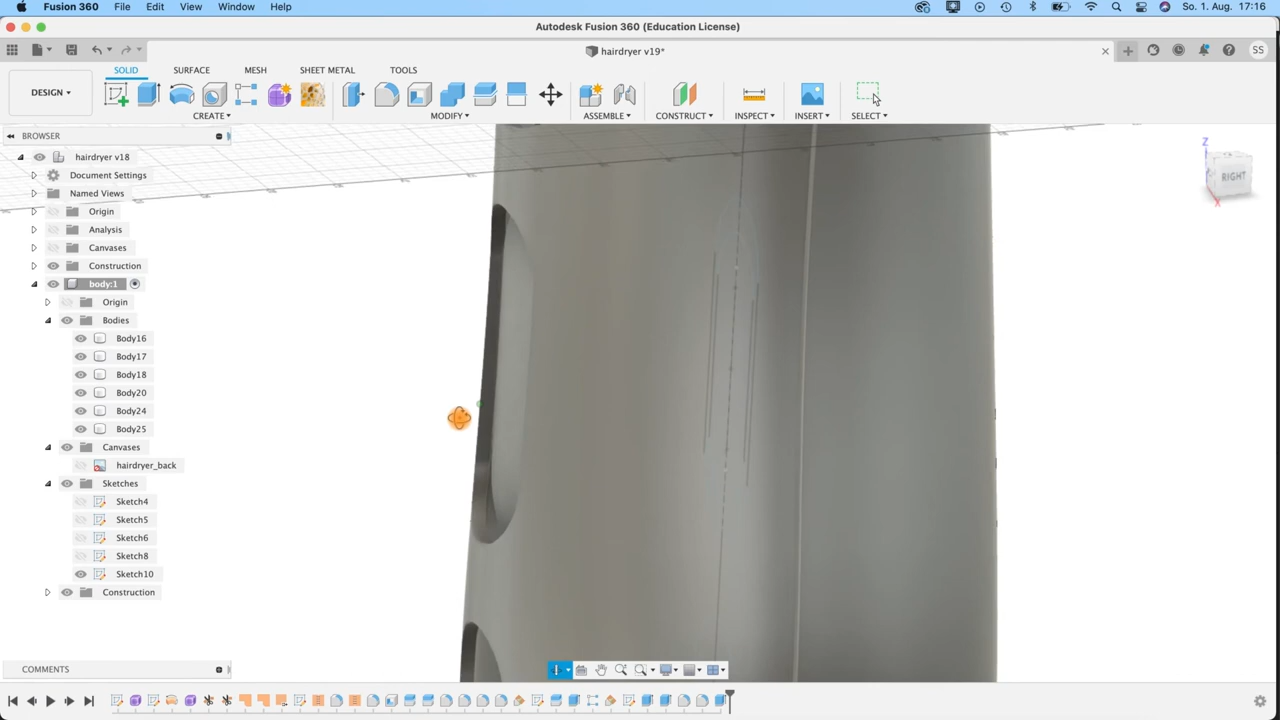 Fusion 360 File Edit View Window Help So. 1. Aug. 17:16
Autodesk Fusion 360 (Education License)
hairdryer v19* SS
SOLID SURFACE MESH SHEET METAL TOOLS
DESIGN
CREATE MODIFY ASSEMBLE CONSTRUCT INSPECT INSERT SELECT
BROWSER
hairdryer v18
Document Settings
Named Views
Origin
Analysis
Canvases
Construction
body:1
Origin
Bodies
Body16
Body17
Body18
Body20
Body24
Body25
Canvases
hairdryer_back
Sketches
Sketch4
Sketch5
Sketch6
Sketch8
Sketch10
Construction
Z
RIGHT
X
COMMENTS